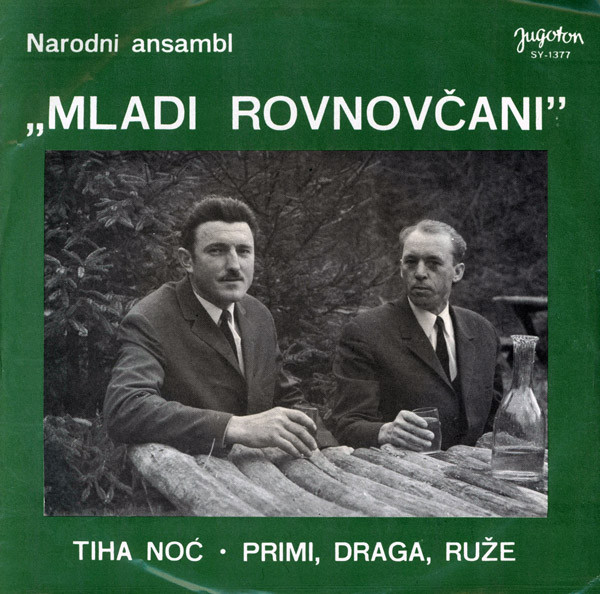 Narodni ansambl
Jugoton
SY-1377
„MLADI ROVNOVČANI”
TIHA NOĆ • PRIMI, DRAGA, RUŽE